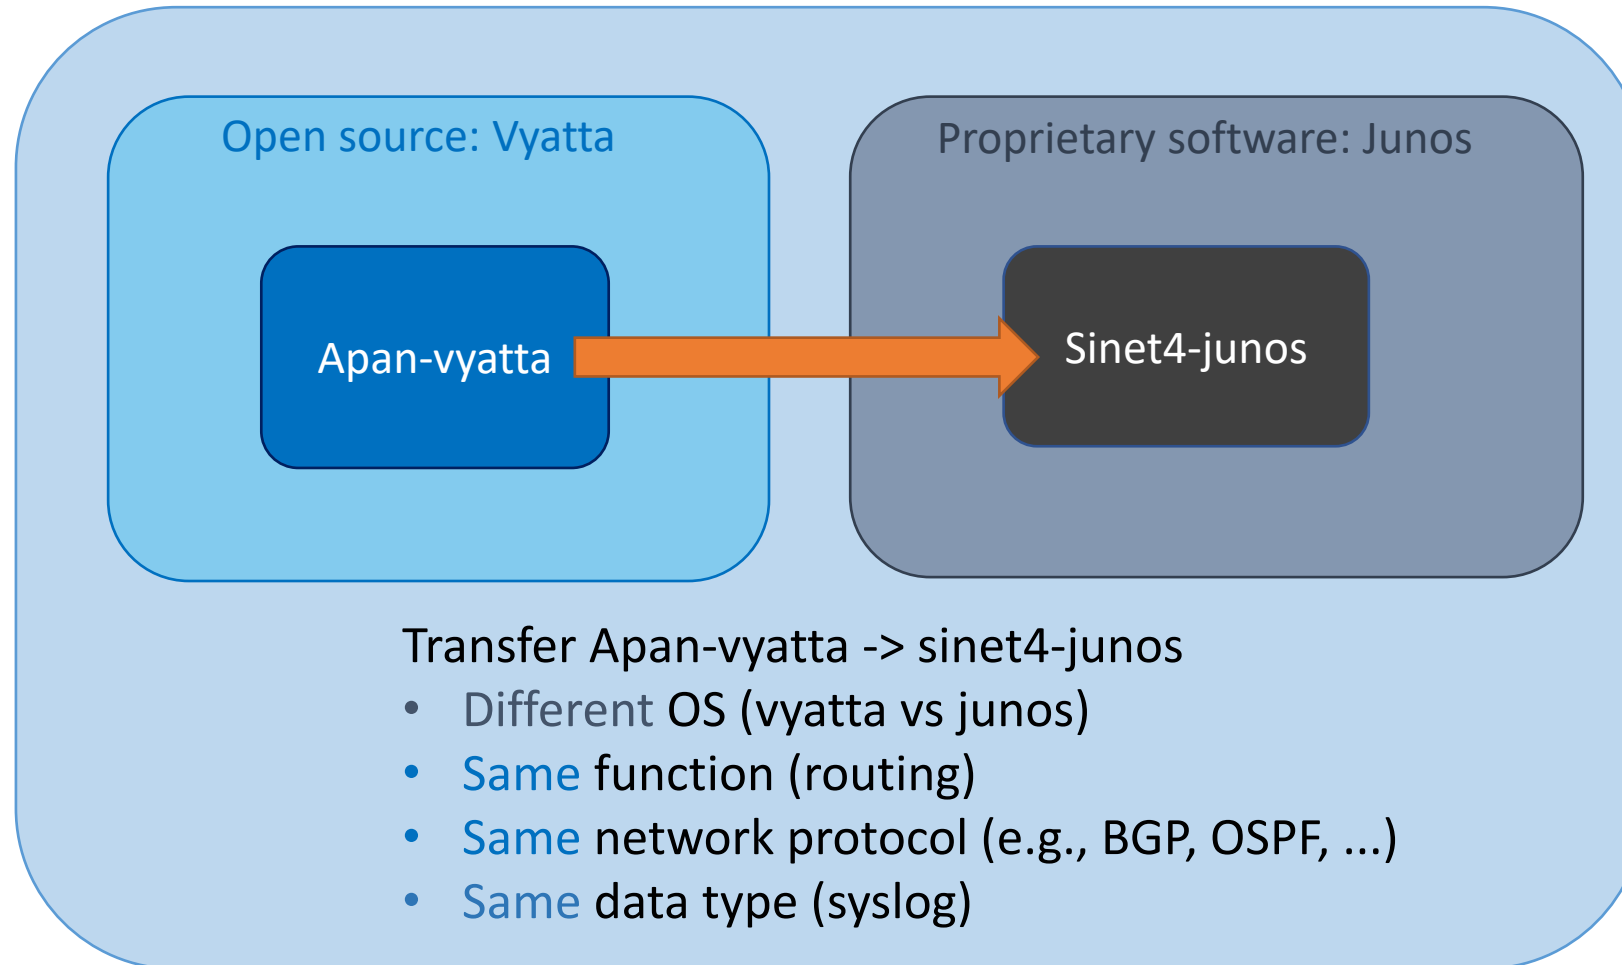 Open source: Vyatta
Proprietary software: Junos
Apan-vyatta
Sinet4-junos
Transfer Apan-vyatta -> sinet4-junos
• Different OS (vyatta vs junos)
• Same function (routing)
• Same network protocol (e.g., BGP, OSPF, ...)
• Same data type (syslog)